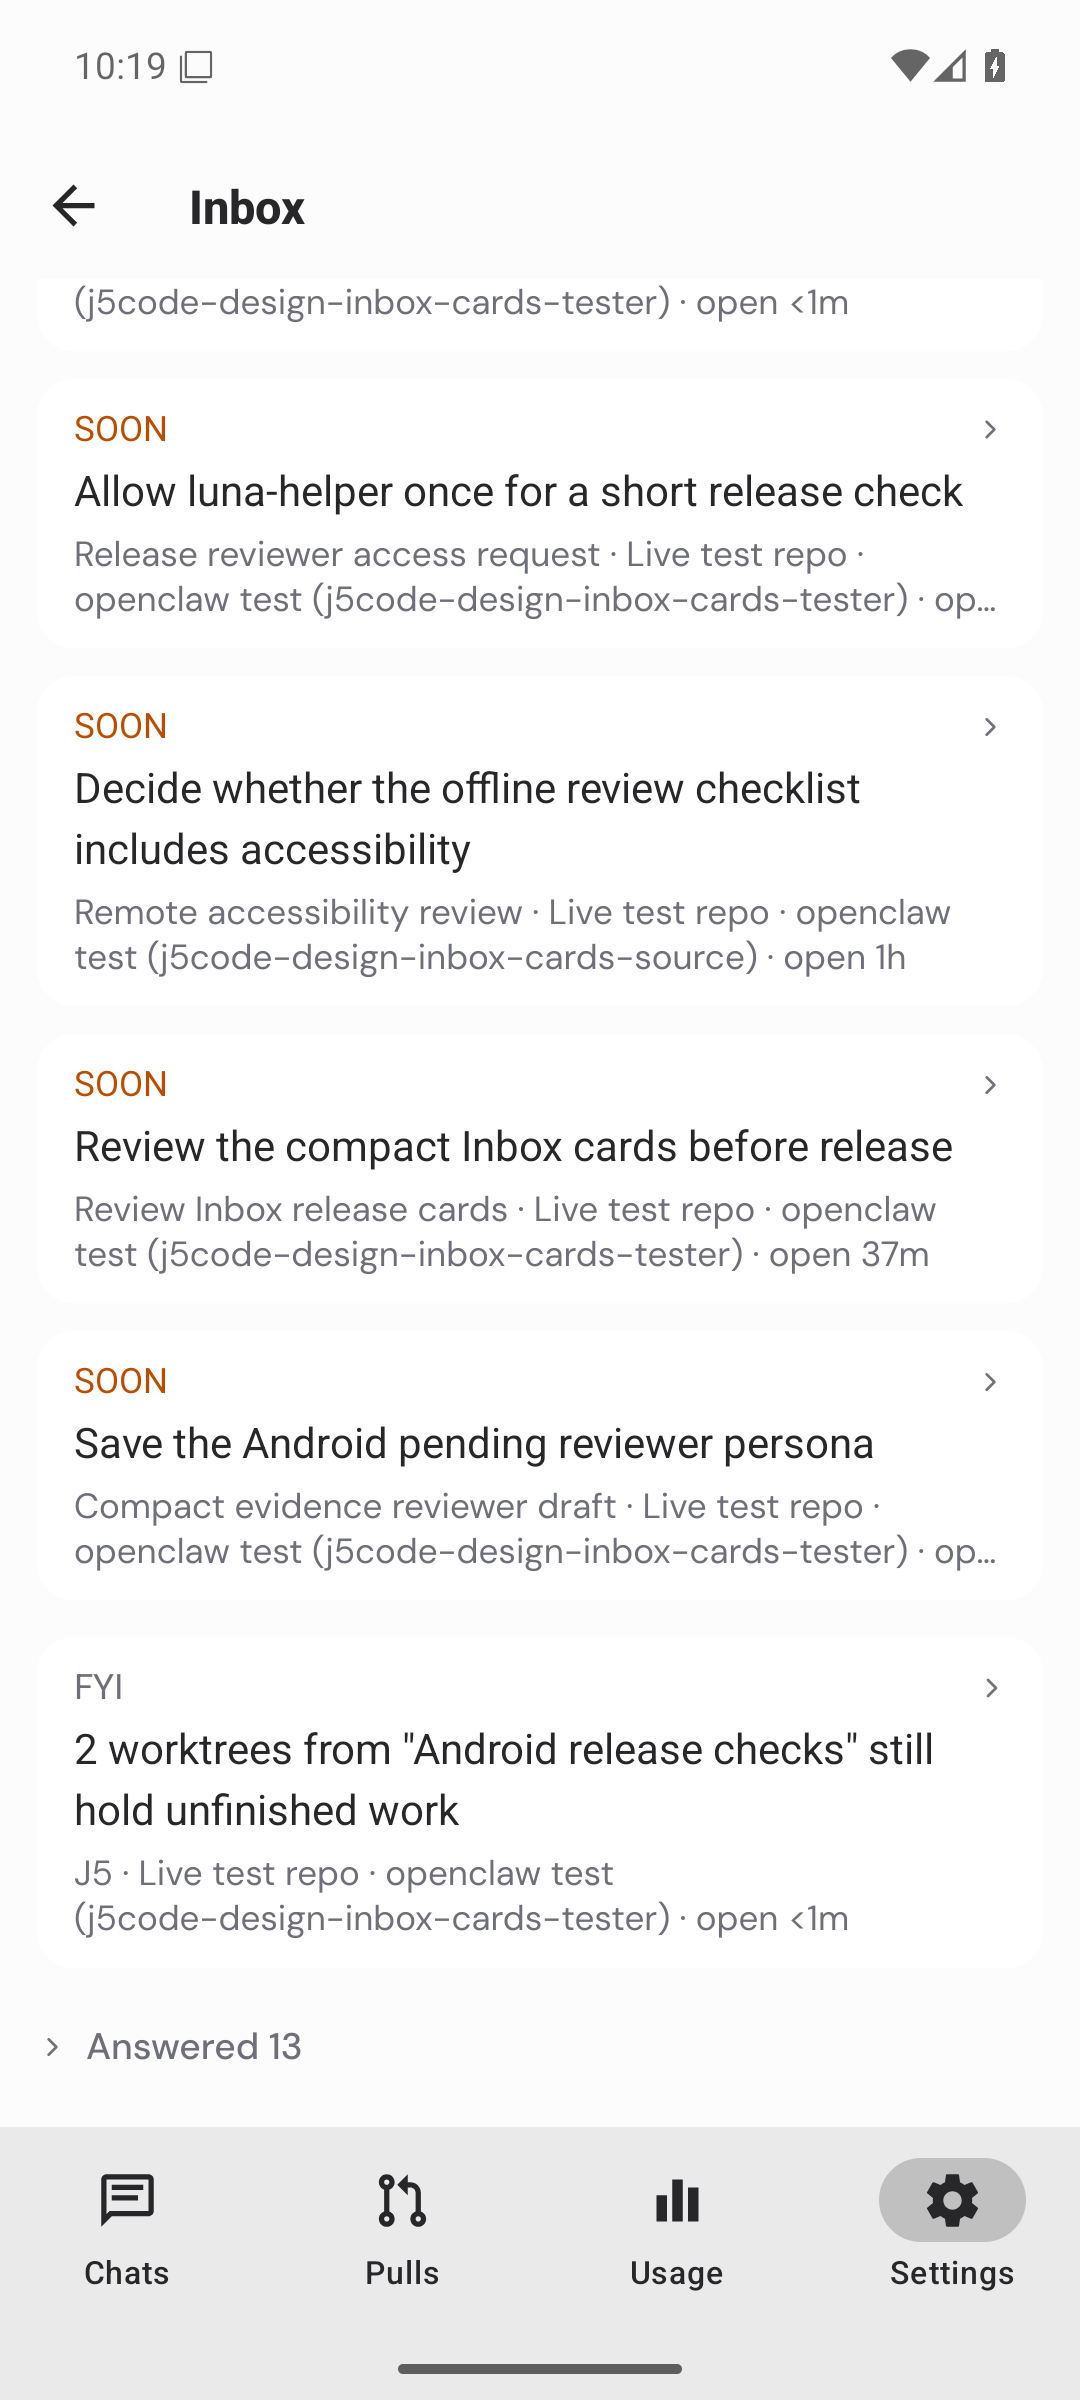 10:19
Inbox
(j5code-design-inbox-cards-tester) · open <1m
SOON
Allow luna-helper once for a short release check
Release reviewer access request · Live test repo ·
openclaw test (j5code-design-inbox-cards-tester) · op...
SOON
Decide whether the offline review checklist
includes accessibility
Remote accessibility review · Live test repo · openclaw
test (j5code-design-inbox-cards-source) · open 1h
SOON
Review the compact Inbox cards before release
Review Inbox release cards · Live test repo · openclaw
test (j5code-design-inbox-cards-tester) · open 37m
SOON
Save the Android pending reviewer persona
Compact evidence reviewer draft · Live test repo ·
openclaw test (j5code-design-inbox-cards-tester) · op...
FYI
2 worktrees from "Android release checks" still
hold unfinished work
J5 · Live test repo · openclaw test
(j5code-design-inbox-cards-tester) · open <1m
Answered 13
Chats
Pulls
Usage
Settings